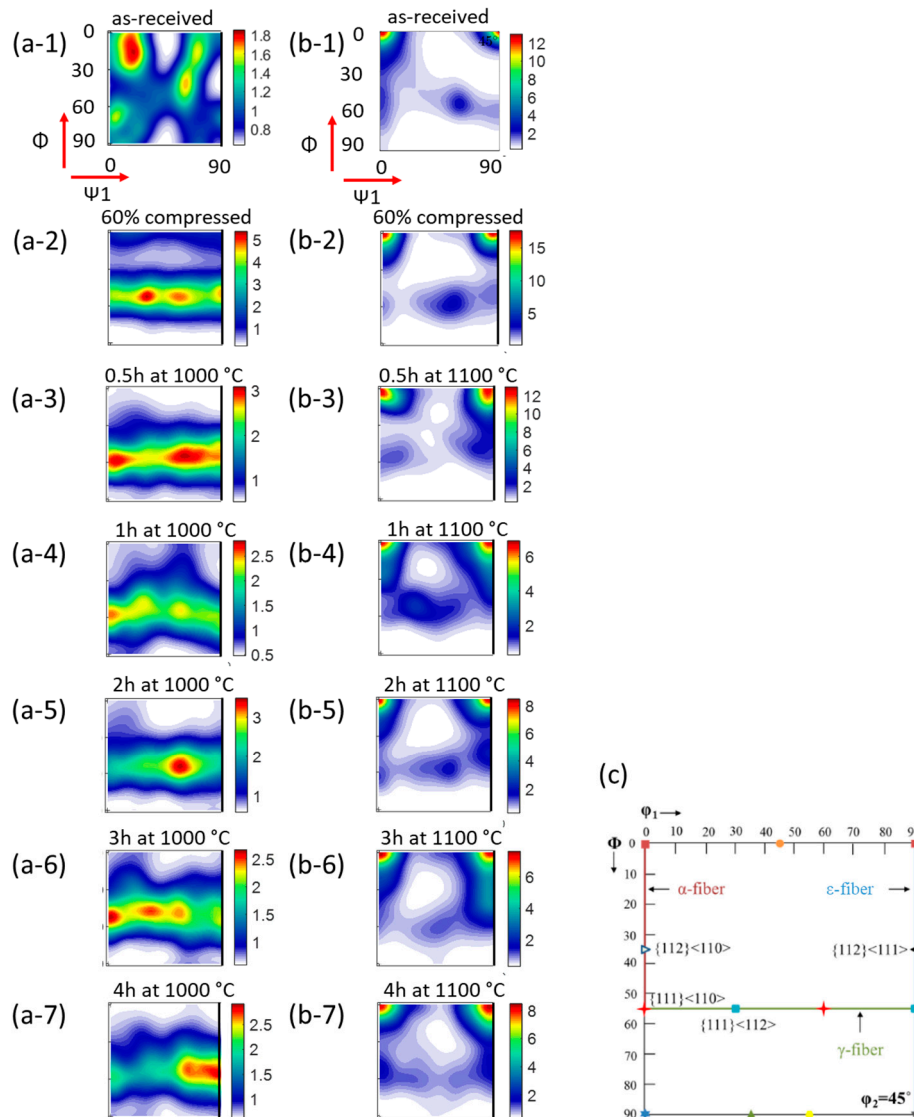 (a-1)
as-received
0
30
60
90
Φ
0
90
Ψ1
1.8
1.6
1.4
1.2
1
0.8
(b-1)
as-received
0
45°
30
60
90
Φ
0
90
Ψ1
12
10
8
6
4
2
(a-2)
60% compressed
5
4
3
2
1
(b-2)
60% compressed
15
10
5
(a-3)
0.5h at 1000 °C
3
2
1
(b-3)
0.5h at 1100 °C
12
10
8
6
4
2
(a-4)
1h at 1000 °C
2.5
2
1.5
1
0.5
(b-4)
1h at 1100 °C
6
4
2
(a-5)
2h at 1000 °C
3
2
1
(b-5)
2h at 1100 °C
8
6
4
2
(a-6)
3h at 1000 °C
2.5
2
1.5
1
(b-6)
3h at 1100 °C
8
6
4
2
(a-7)
4h at 1000 °C
2.5
2
1.5
1
(b-7)
4h at 1100 °C
8
6
4
2
(c)
φ1
0 10 20 30 40 50 60 70 80 90
Φ
0
10
20
30
40
50
60
70
80
90
α-fiber
ε-fiber
{112}<110>
{112}<111>
{111}<110>
{111}<112>
γ-fiber
φ2=45°